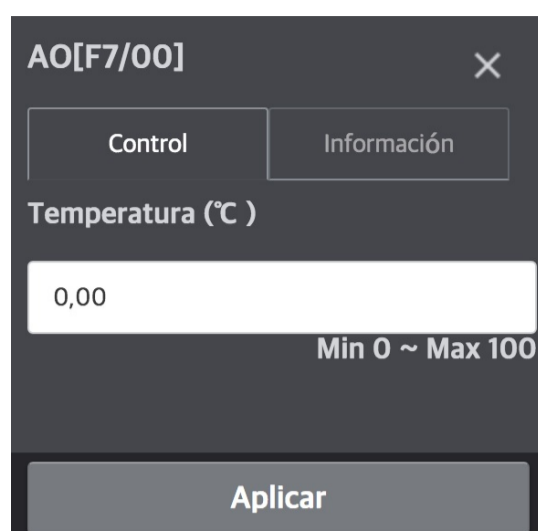 AO[F7/00]
Control Información
Temperatura (℃ )
0,00
Min 0 ~ Max 100
Aplicar